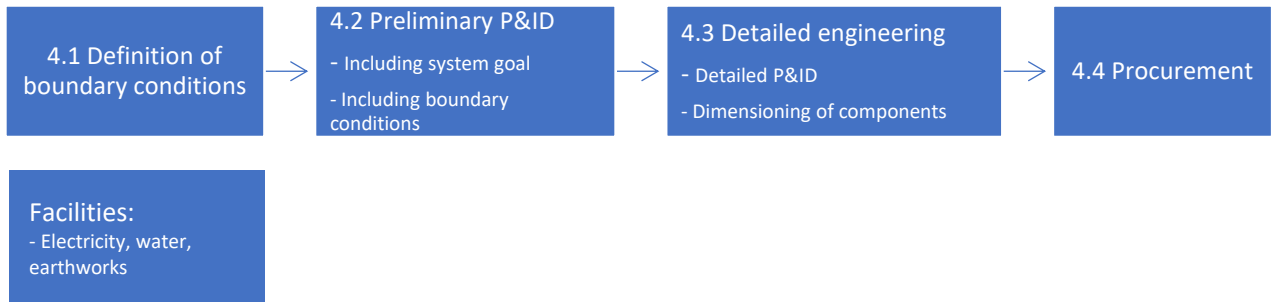 4.1 Definition of
boundary conditions
4.2 Preliminary P&ID
- Including system goal
- Including boundary
conditions
4.3 Detailed engineering
- Detailed P&ID
- Dimensioning of components
4.4 Procurement
Facilities:
- Electricity, water,
earthworks